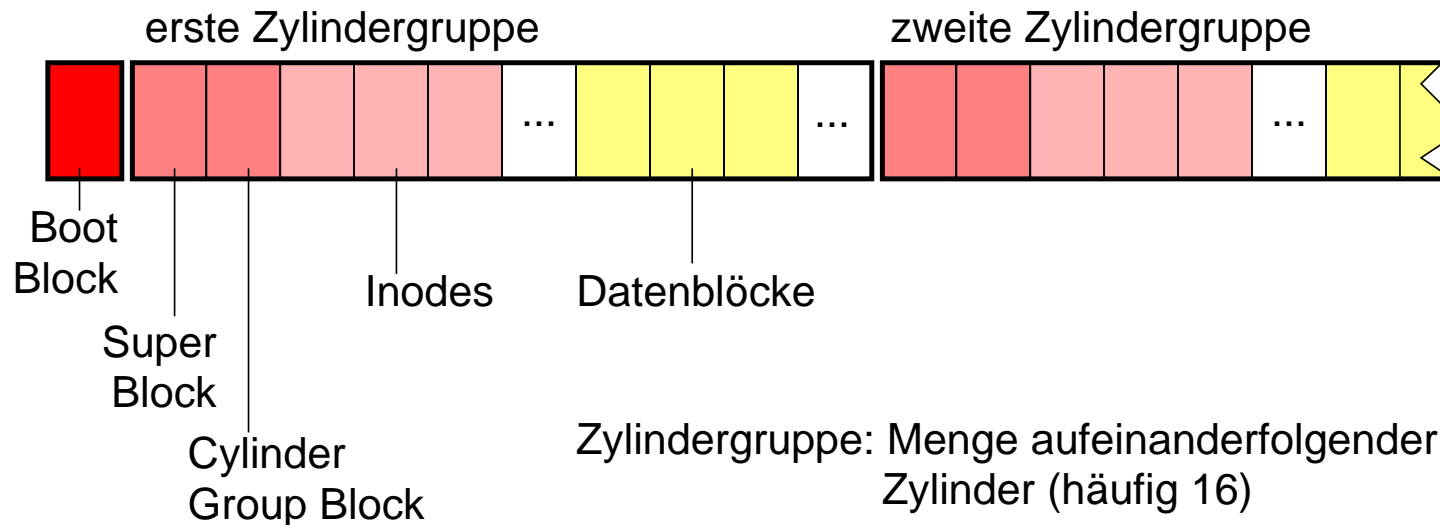 erste Zylindergruppe
zweite Zylindergruppe
...
...
...
Boot
Block
Inodes
Datenblöcke
Super
Block
Cylinder
Group Block
Zylindergruppe: Menge aufeinanderfolgender
Zylinder (häufig 16)